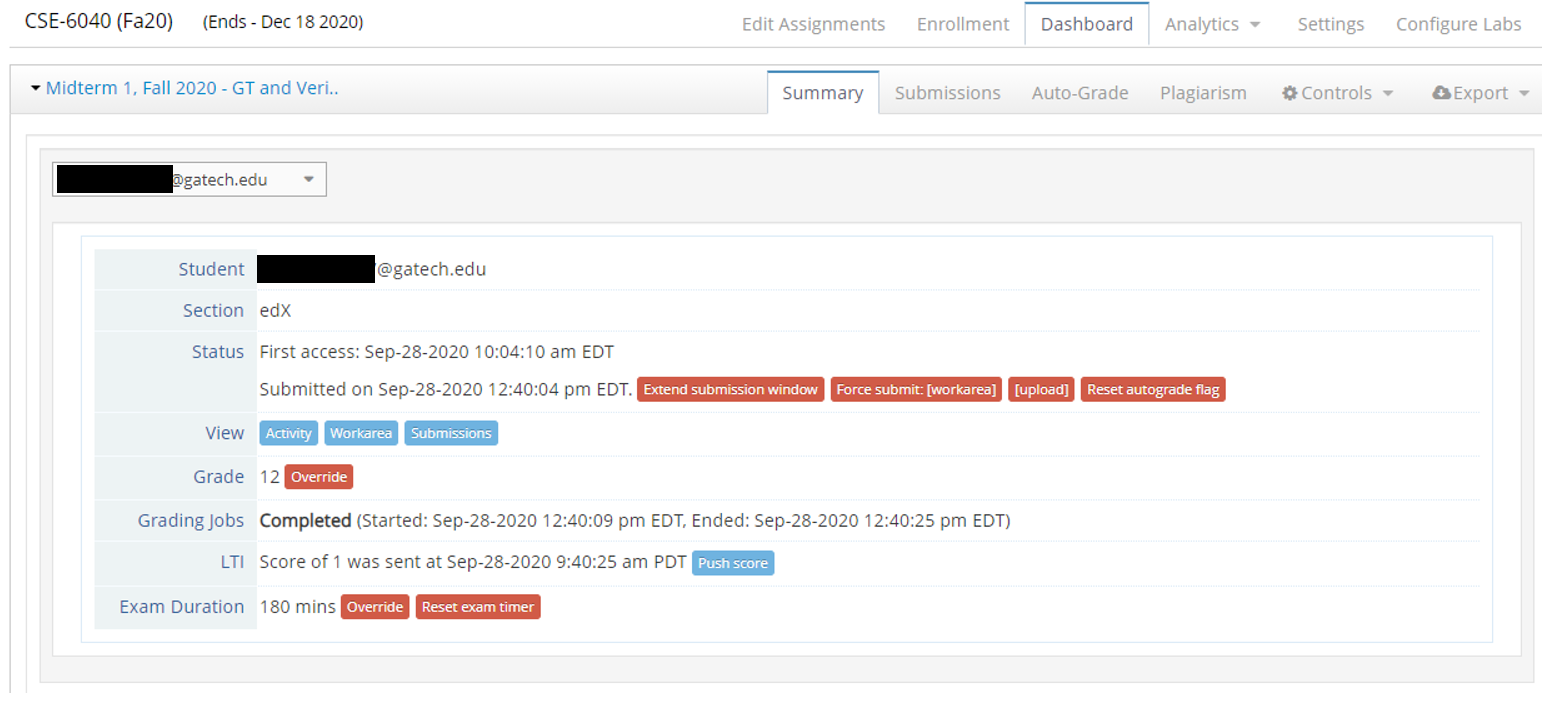 CSE-6040 (Fa20) (Ends - Dec 18 2020) Edit Assignments Enrollment Dashboard Analytics Settings Configure Labs
Midterm 1, Fall 2020 - GT and Veri.. Summary Submissions Auto-Grade Plagiarism Controls Export
@gatech.edu
Student @gatech.edu
Section edX
Status First access: Sep-28-2020 10:04:10 am EDT
Submitted on Sep-28-2020 12:40:04 pm EDT. Extend submission window Force submit: [workarea] [upload] Reset autograde flag
View Activity Workarea Submissions
Grade 12 Override
Grading Jobs Completed (Started: Sep-28-2020 12:40:09 pm EDT, Ended: Sep-28-2020 12:40:25 pm EDT)
LTI Score of 1 was sent at Sep-28-2020 9:40:25 am PDT Push score
Exam Duration 180 mins Override Reset exam timer